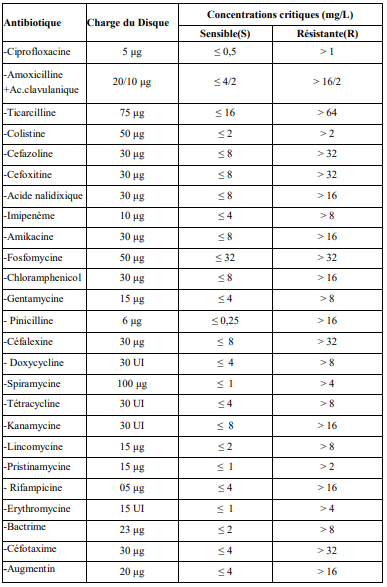 Antibiotique Charge du Disque Concentrations critiques (mg/L)
Sensible(S) Résistante(R)
-Ciprofloxacine 5 µg ≤ 0,5 > 1
-Amoxicilline
+Ac.clavulanique 20/10 µg ≤ 4/2 > 16/2
-Ticarcilline 75 µg ≤ 16 > 64
-Colistine 50 µg ≤ 2 > 2
-Cefazoline 30 µg ≤ 8 > 32
-Cefoxitine 30 µg ≤ 8 > 32
-Acide nalidixique 30 µg ≤ 8 > 16
-Imipenème 10 µg ≤ 4 > 8
-Amikacine 30 µg ≤ 8 > 16
-Fosfomycine 50 µg ≤ 32 > 32
-Chloramphenicol 30 µg ≤ 8 > 16
-Gentamycine 15 µg ≤ 4 > 8
- Pinicilline 6 µg ≤ 0,25 > 16
-Céfalexine 30 µg ≤ 8 > 32
- Doxycycline 30 UI ≤ 4 > 8
-Spiramycine 100 µg ≤ 1 > 4
-Tétracycline 30 UI ≤ 4 > 8
-Kanamycine 30 UI ≤ 8 > 16
-Lincomycine 15 µg ≤ 2 > 8
-Pristinamycine 15 µg ≤ 1 > 2
- Rifampicine 05 µg ≤ 4 > 16
-Erythromycine 15 UI ≤ 1 > 4
-Bactrime 23 µg ≤ 2 > 8
-Céfotaxime 30 µg ≤ 4 > 32
-Augmentin 20 µg ≤ 4 > 16